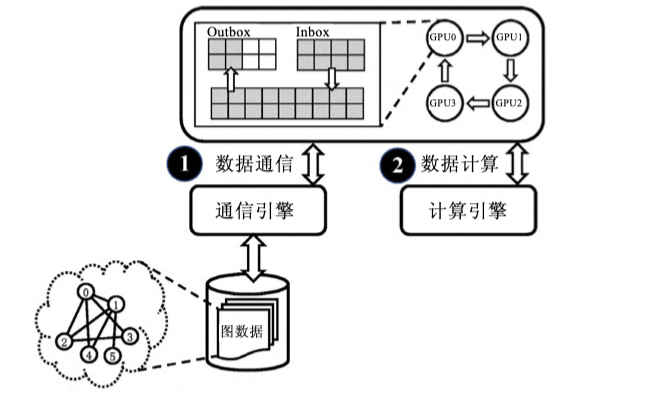 Outbox
Inbox
GPU0
GPU1
GPU3
GPU2
1 数据通信
2 数据计算
通信引擎
计算引擎
图数据
0
1
2
3
4
5